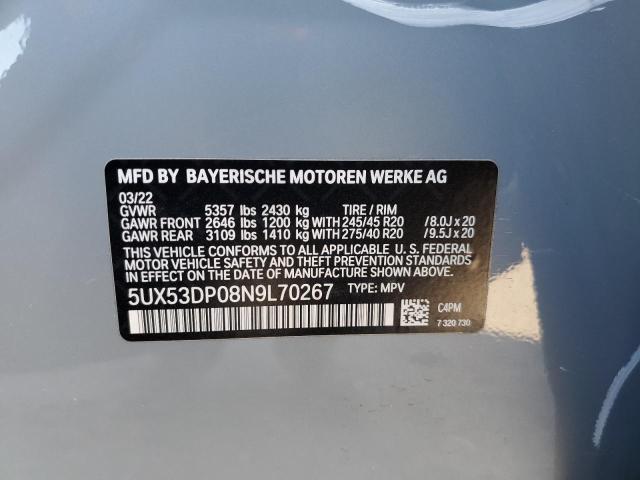 MFD BY BAYERISCHE MOTOREN WERKE AG
03/22
GVWR 5357 lbs 2430 kg TIRE / RIM
GAWR FRONT 2646 lbs 1200 kg WITH 245/45 R20 /8.0J x 20
GAWR REAR 3109 lbs 1410 kg WITH 275/40 R20 /9.5J x 20
THIS VEHICLE CONFORMS TO ALL APPLICABLE U. S. FEDERAL
MOTOR VEHICLE SAFETY AND THEFT PREVENTION STANDARDS
IN EFFECT ON THE DATE OF MANUFACTURE SHOWN ABOVE.
5UX53DP08N9L70267 TYPE: MPV
C4PM
7 320 730